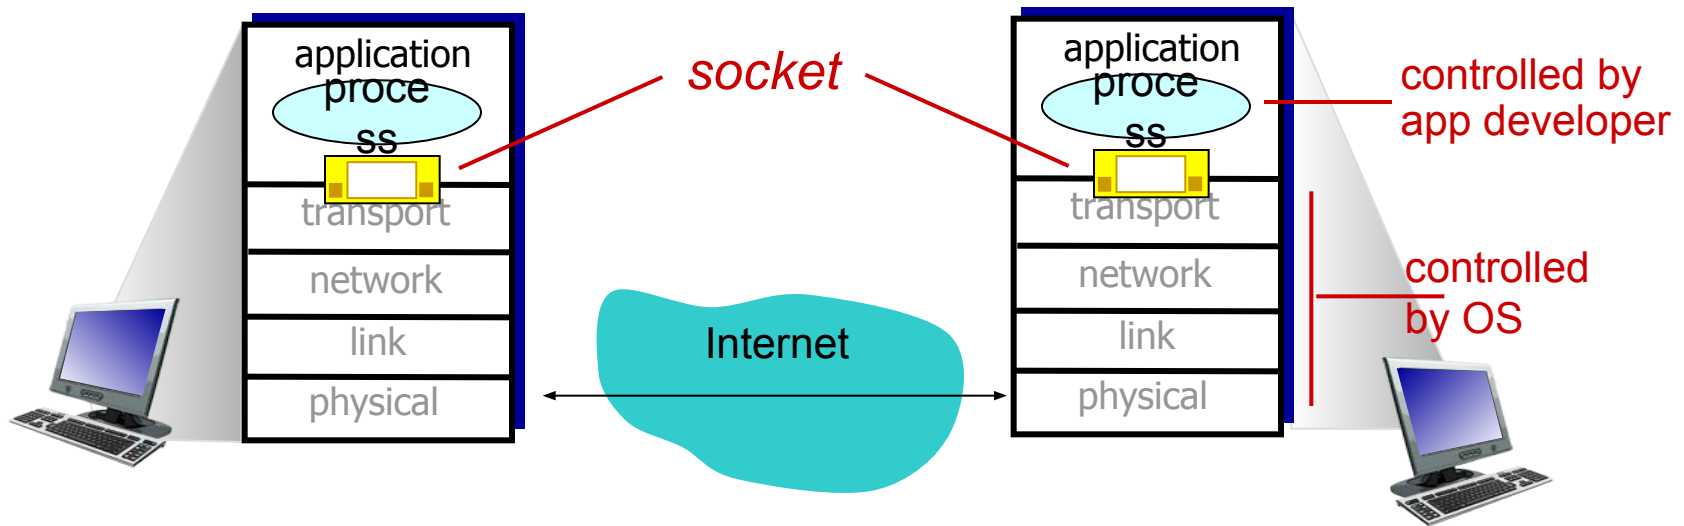 application
proce
ss
transport
network
link
physical
socket
Internet
application
proce
ss
transport
network
link
physical
controlled by
app developer
controlled
by OS